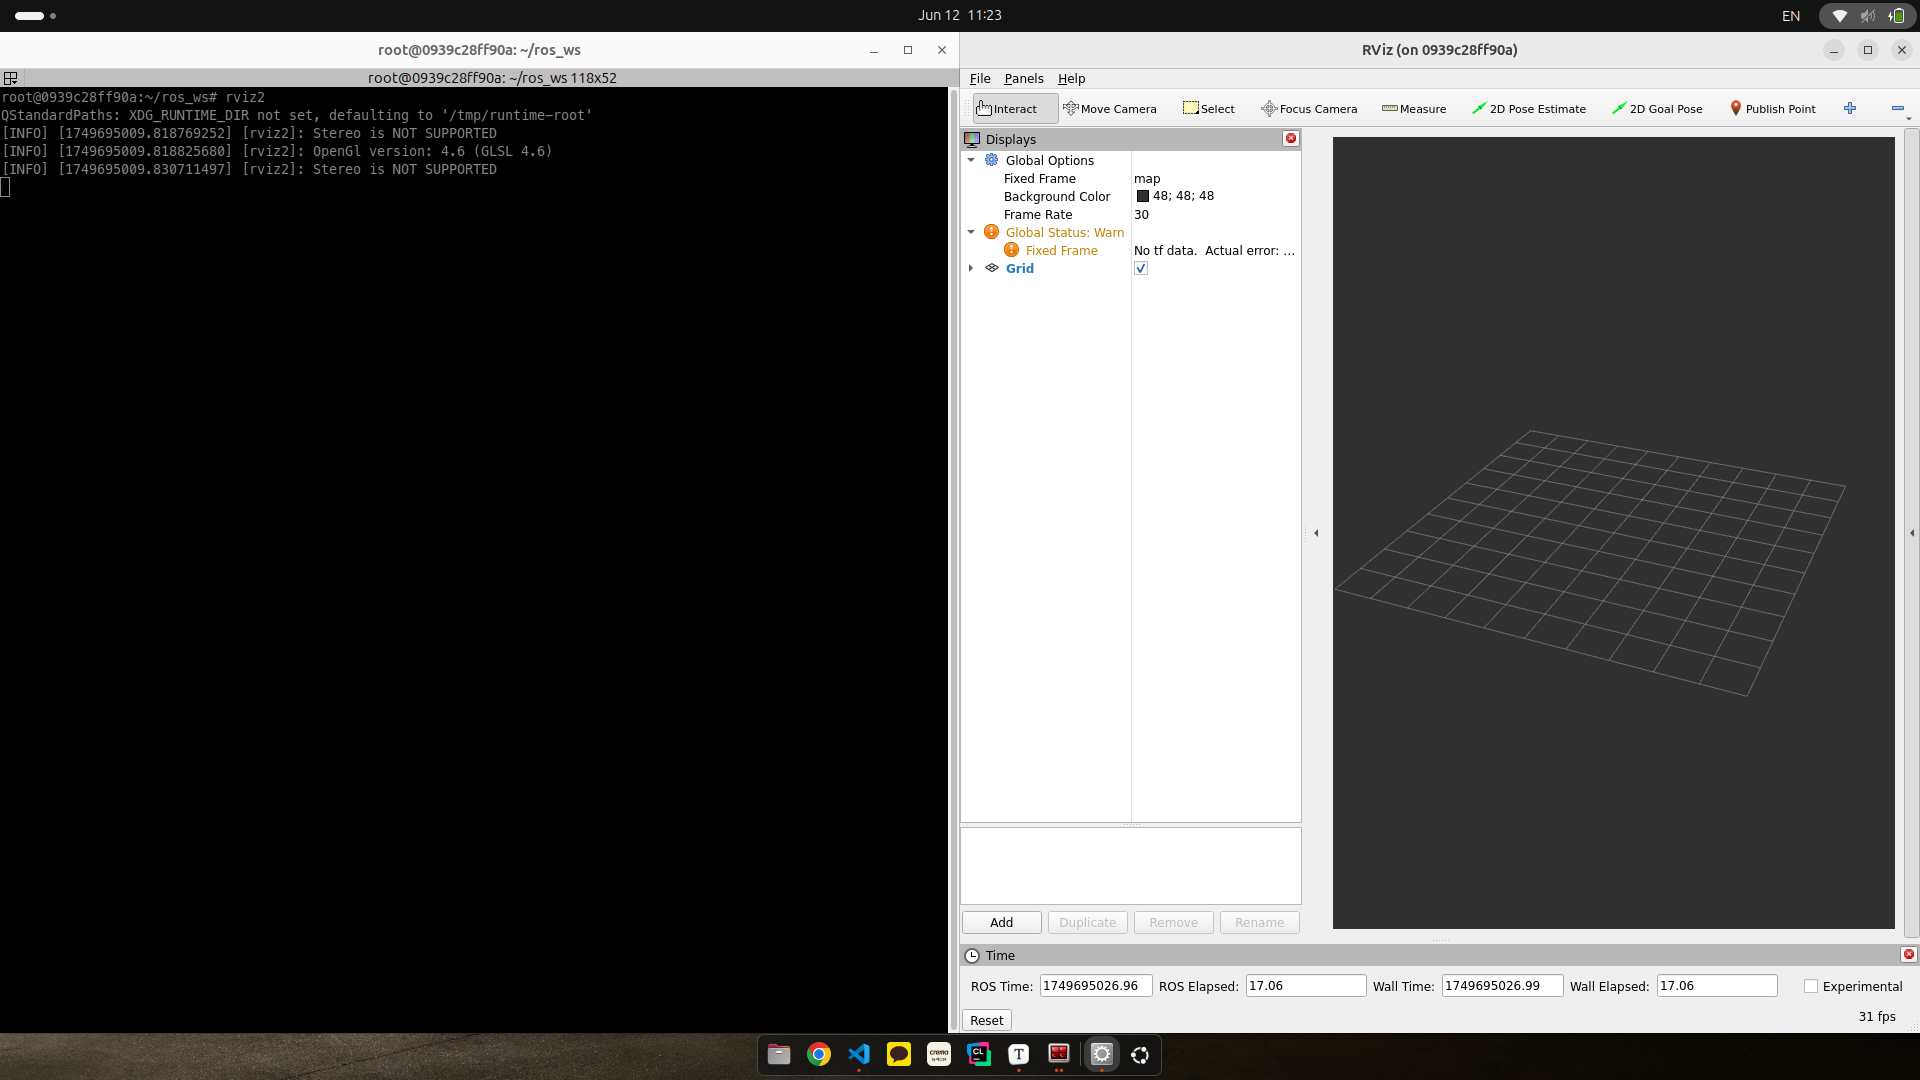 Jun 12 11:23
EN
root@0939c28ff90a: ~/ros_ws
root@0939c28ff90a: ~/ros_ws 118x52
root@0939c28ff90a:~/ros_ws# rviz2
QStandardPaths: XDG_RUNTIME_DIR not set, defaulting to '/tmp/runtime-root'
[INFO] [1749695009.818769252] [rviz2]: Stereo is NOT SUPPORTED
[INFO] [1749695009.818825680] [rviz2]: OpenGl version: 4.6 (GLSL 4.6)
[INFO] [1749695009.830711497] [rviz2]: Stereo is NOT SUPPORTED
RViz (on 0939c28ff90a)
File Panels Help
Interact Move Camera Select Focus Camera Measure 2D Pose Estimate 2D Goal Pose Publish Point
Displays
Global Options
Fixed Frame map
Background Color 48; 48; 48
Frame Rate 30
Global Status: Warn
Fixed Frame No tf data. Actual error: ...
Grid
Add Duplicate Remove Rename
Time
ROS Time: 1749695026.96 ROS Elapsed: 17.06 Wall Time: 1749695026.99 Wall Elapsed: 17.06 Experimental
Reset 31 fps
crema
CL
T